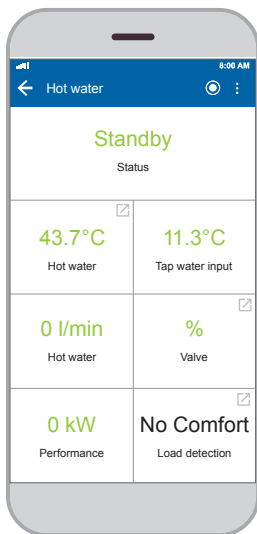 8:00 AM
Hot water
Standby
Status
43.7°C
Hot water
11.3°C
Tap water input
0 l/min
Hot water
%
Valve
0 kW
Performance
No Comfort
Load detection